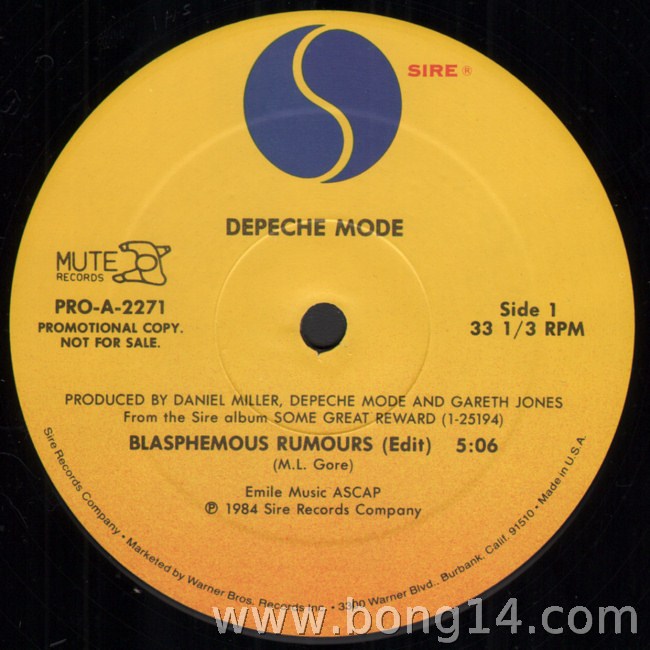 SIRE ®
DEPECHE MODE
MUTE
RECORDS
PRO-A-2271
PROMOTIONAL COPY.
NOT FOR SALE.
Side 1
33 1/3 RPM
PRODUCED BY DANIEL MILLER, DEPECHE MODE AND GARETH JONES
From the Sire album SOME GREAT REWARD (1-25194)
BLASPHEMOUS RUMOURS (Edit) 5:06
(M.L. Gore)
Emile Music ASCAP
℗ 1984 Sire Records Company
Sire Records Company • Marketed by Warner Bros. Records Inc. • 3300 Warner Blvd., Burbank, Calif. 91510 • Made in U.S.A.
www.bong14.com